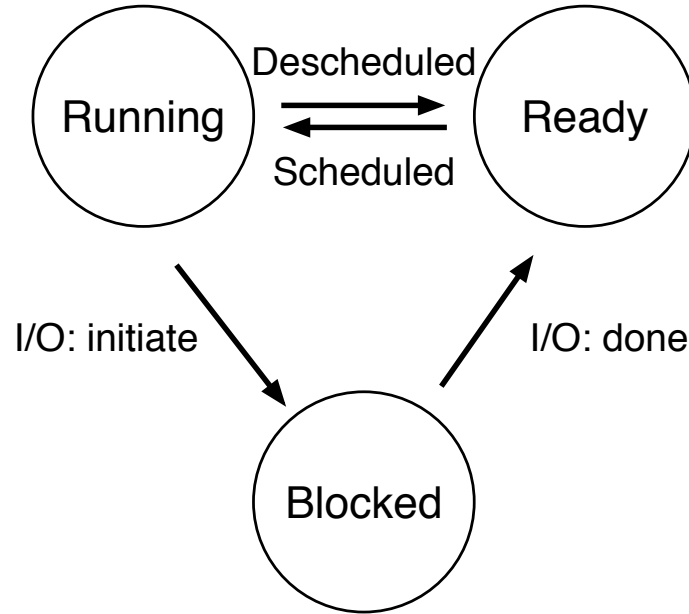 Descheduled
Running
Ready
Scheduled
I/O: initiate
I/O: done
Blocked